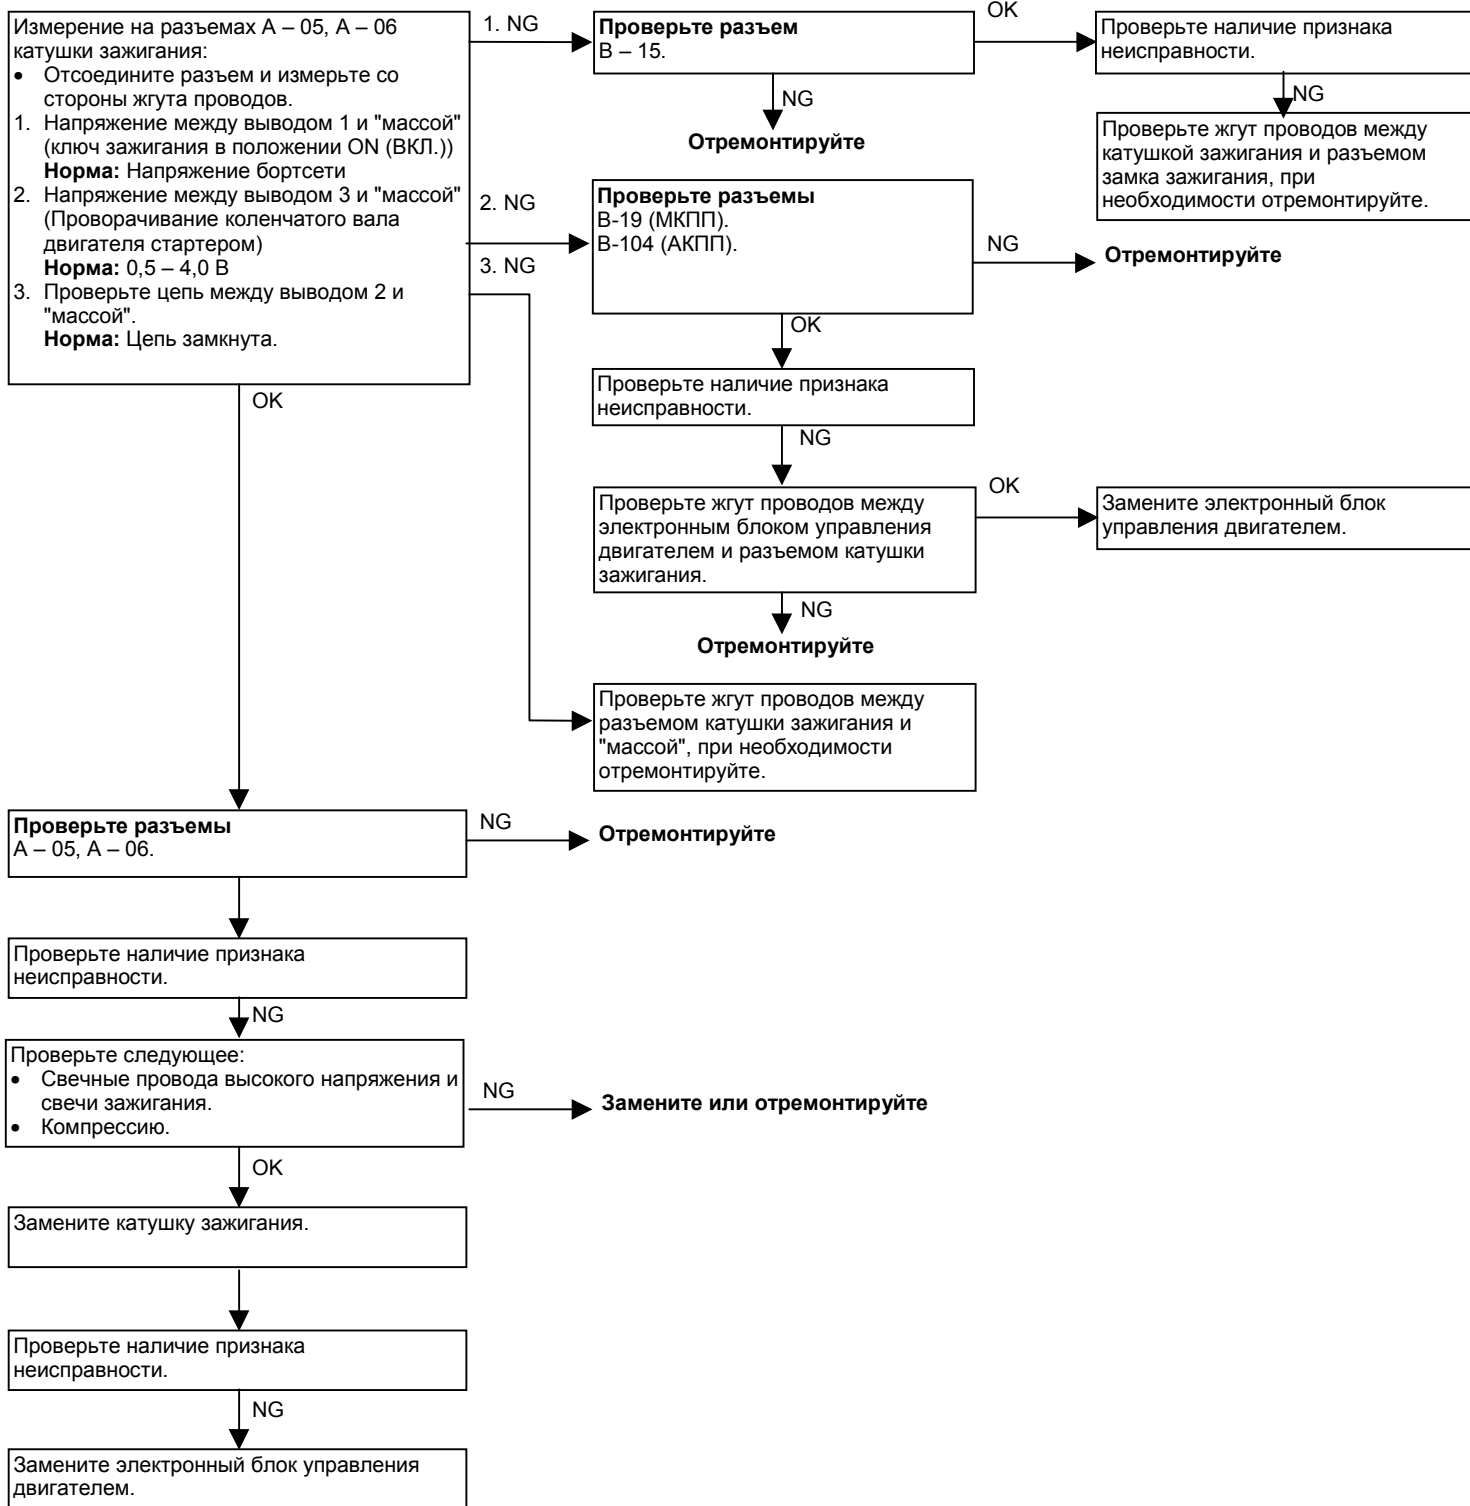 Измерение на разъемах А – 05, А – 06
катушки зажигания:
• Отсоедините разъем и измерьте со
стороны жгута проводов.
1. Напряжение между выводом 1 и "массой"
(ключ зажигания в положении ON (ВКЛ.))
Норма: Напряжение бортсети
2. Напряжение между выводом 3 и "массой"
(Проворачивание коленчатого вала
двигателя стартером)
Норма: 0,5 – 4,0 В
3. Проверьте цепь между выводом 2 и
"массой".
Норма: Цепь замкнута.
1. NG
Проверьте разъем
В – 15.
OK
Проверьте наличие признака
неисправности.
NG
Отремонтируйте
NG
Проверьте жгут проводов между
катушкой зажигания и разъемом
замка зажигания, при
необходимости отремонтируйте.
2. NG
Проверьте разъемы
В-19 (МКПП).
В-104 (АКПП).
NG
Отремонтируйте
3. NG
OK
Проверьте наличие признака
неисправности.
NG
Проверьте жгут проводов между
электронным блоком управления
двигателем и разъемом катушки
зажигания.
OK
Замените электронный блок
управления двигателем.
NG
Отремонтируйте
Проверьте жгут проводов между
разъемом катушки зажигания и
"массой", при необходимости
отремонтируйте.
OK
Проверьте разъемы
А – 05, А – 06.
NG
Отремонтируйте
Проверьте наличие признака
неисправности.
NG
Проверьте следующее:
• Свечные провода высокого напряжения и
свечи зажигания.
• Компрессию.
NG
Замените или отремонтируйте
OK
Замените катушку зажигания.
Проверьте наличие признака
неисправности.
NG
Замените электронный блок управления
двигателем.